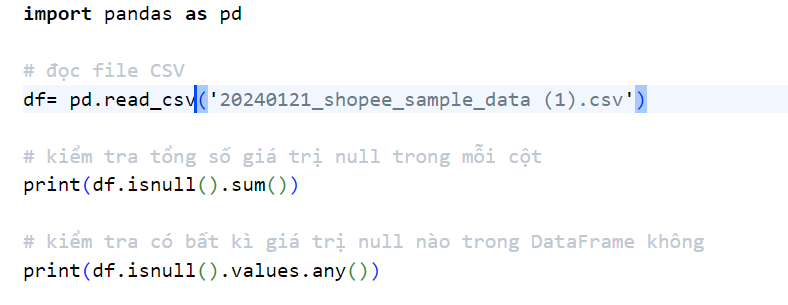 import pandas as pd
# đọc file CSV
df= pd.read_csv('20240121_shopee_sample_data (1).csv')
# kiểm tra tổng số giá trị null trong mỗi cột
print(df.isnull().sum())
# kiểm tra có bất kì giá trị null nào trong DataFrame không
print(df.isnull().values.any())